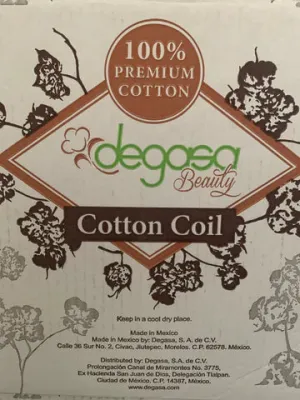 100%
PREMIUM
COTTON
degasa
Beauty
Cotton Coil
Keep in a cool dry place.
Made in Mexico
Made in Mexico by: Degasa, S. A. de C.V.
Calle 36 Sur No. 2, Civac, Jiutepec, Morelos, C.P. 62578. México.
Distributed by: Degasa, S.A. de C.V.
Prolongación Canal de Miramontes No. 3775,
Ex Hacienda San Juan de Dios, Delegación Tlalpan.
Ciudad de México. C.P. 14387, México.
www.degasa.com